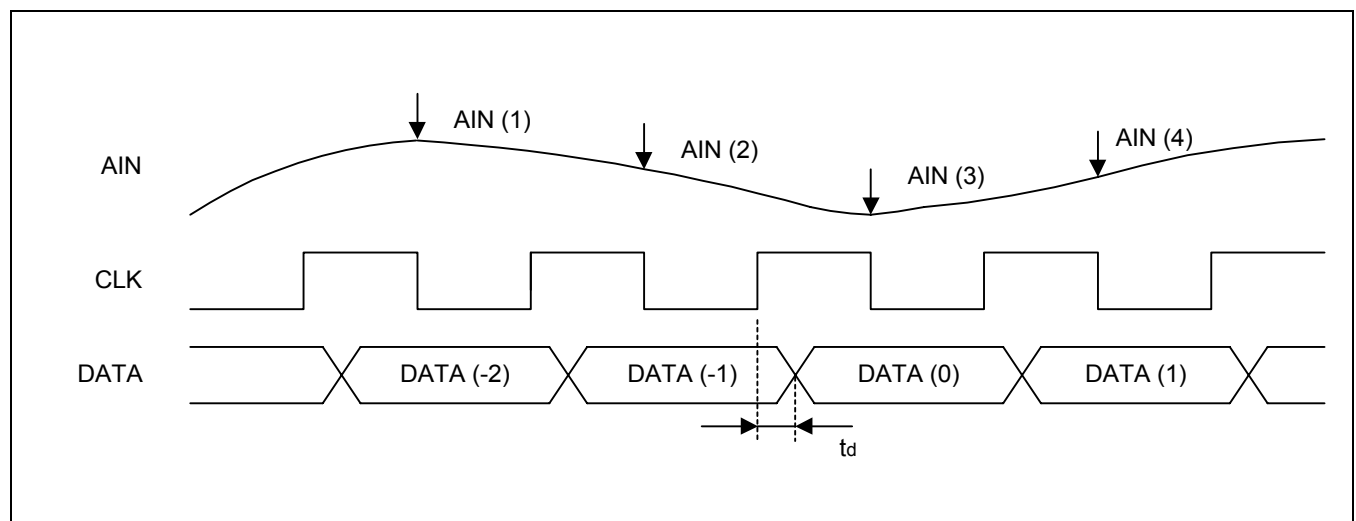 AIN (1)
AIN (2)
AIN (3)
AIN (4)
AIN
CLK
DATA
DATA (-2)
DATA (-1)
DATA (0)
DATA (1)
td